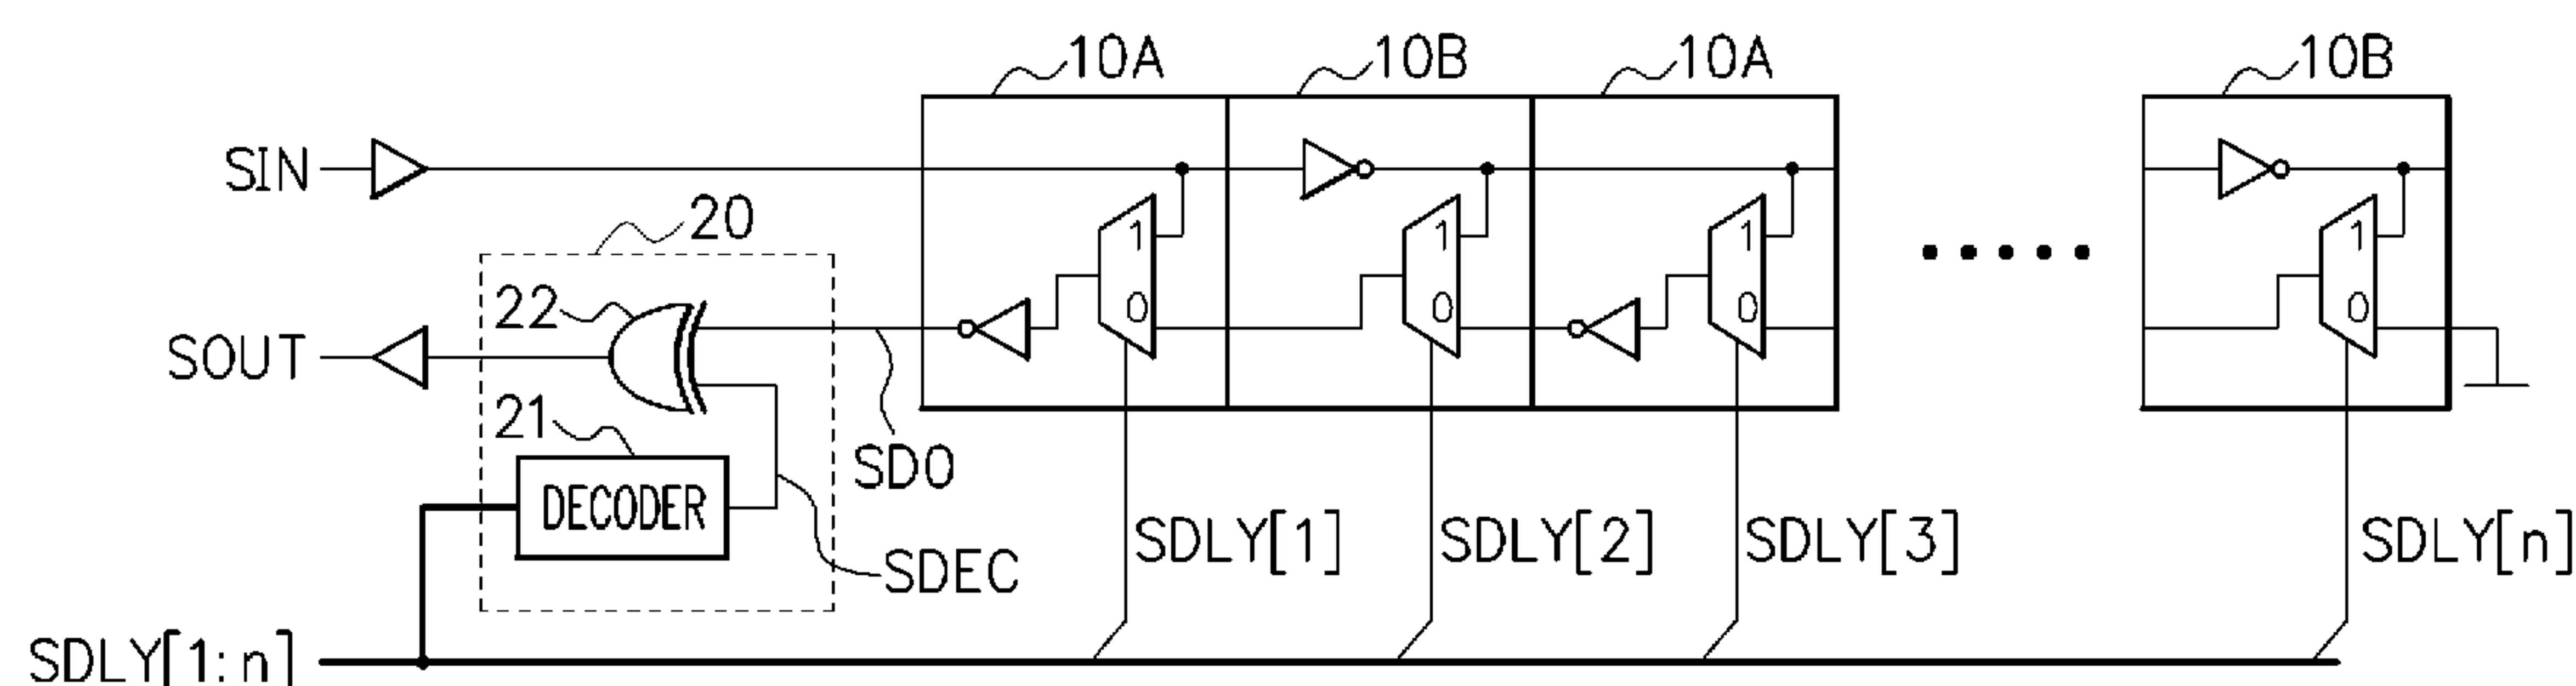 10A
10B
10A
10B
SIN
1
1
1
1
20
22
0
0
0
0
SOUT
21
SDO
DECODER
SDLY[1]
SDLY[2]
SDLY[3]
SDLY[n]
SDEC
SDLY[1:n]